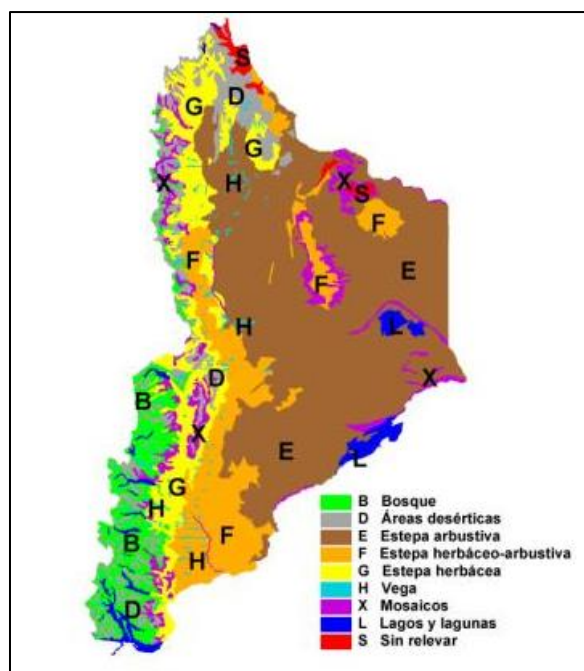 S
D
G
G
X
H
X
S
F
F
E
F
H
L
D
X
B
X
E
L
G
H
F
B
H
D
B Bosque
D Áreas desérticas
E Estepa arbustiva
F Estepa herbáceo-arbustiva
G Estepa herbácea
H Vega
X Mosaicos
L Lagos y lagunas
S Sin relevar